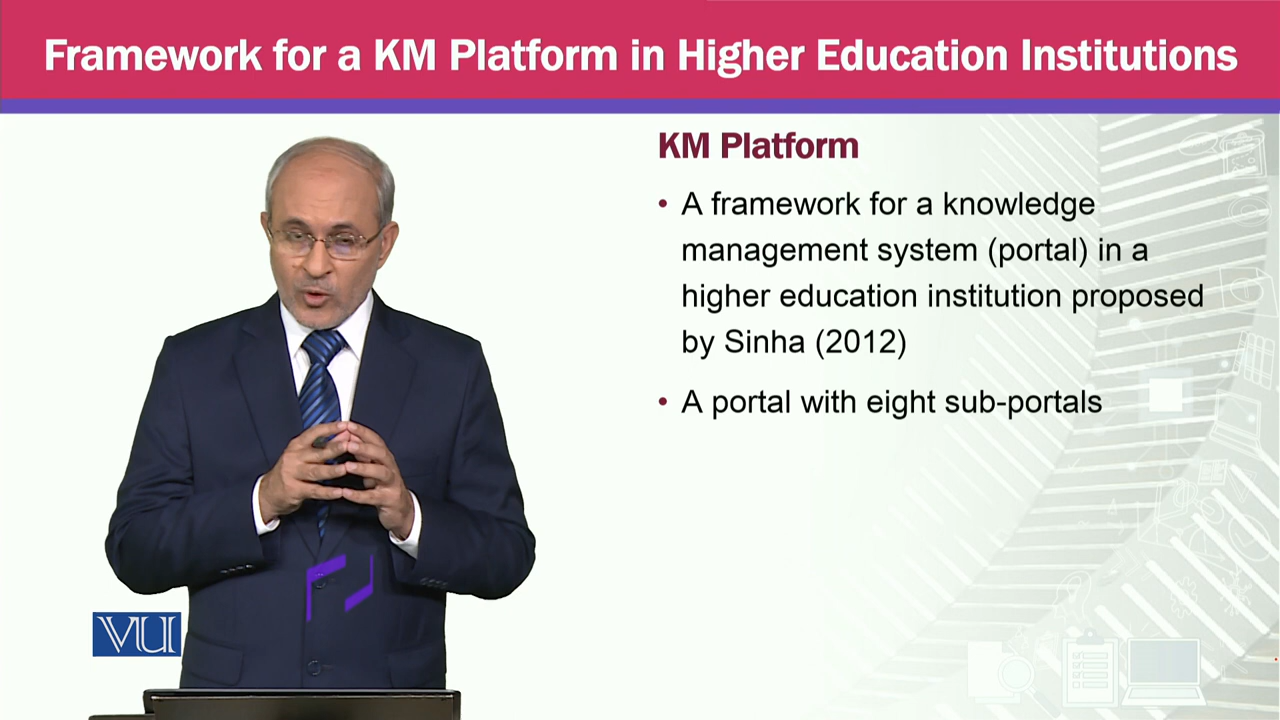 Framework for a KM Platform in Higher Education Institutions
KM Platform
• A framework for a knowledge
management system (portal) in a
higher education institution proposed
by Sinha (2012)
• A portal with eight sub-portals
VU